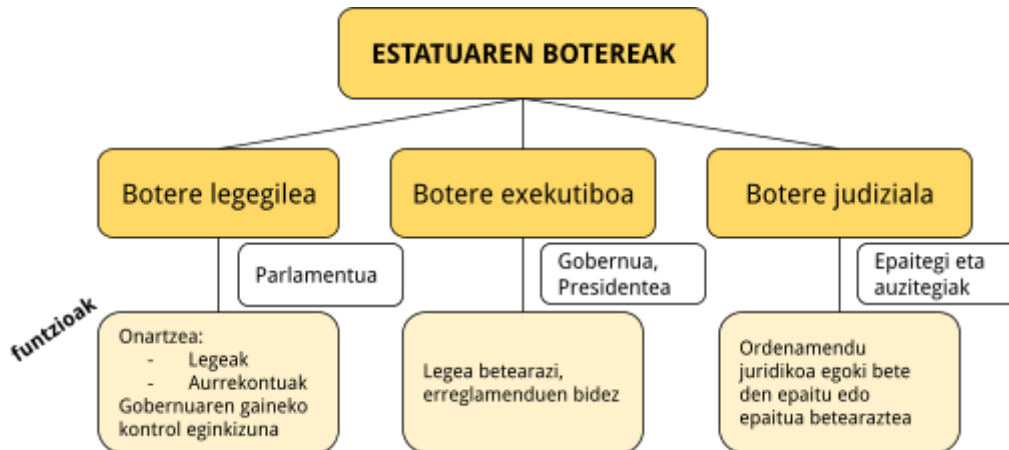 ESTATUAREN BOTEREAK
Botere legegilea
Botere exekutiboa
Botere judiziala
Parlamentua
Gobernua,
Presidentea
Epaitegi eta
auzitegiak
funtzioak
Onartzea:
- Legeak
- Aurrekontuak
Gobernuaren gaineko
kontrol eginkizuna
Legea betearazi,
erreglamenduen bidez
Ordenamendu
juridikoa egoki bete
den epaitu edo
epaitua betearaztea